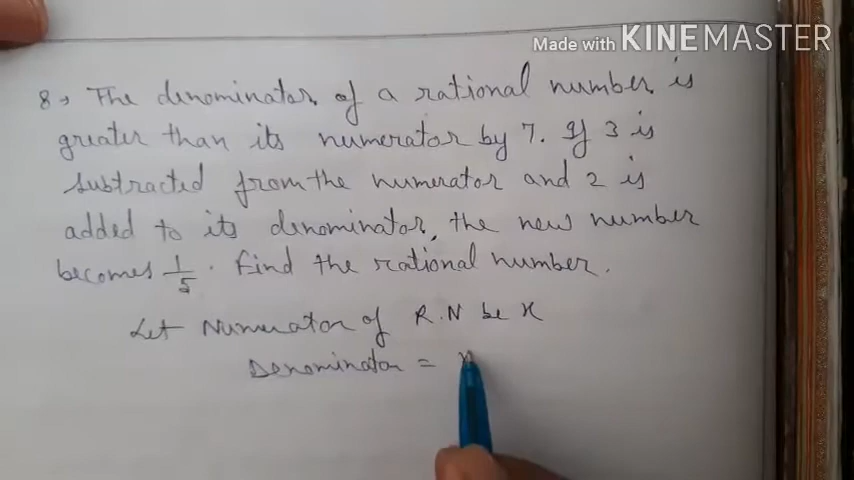 Made with KINEMASTER
8, The denominator of a rational number is
greater than its numerator by 7. If 3 is
subtracted from the numerator and 2 is
added to its denominator, the new number
becomes 1/5. Find the rational number.
Let Numerator of R.N be x
Denominator = x